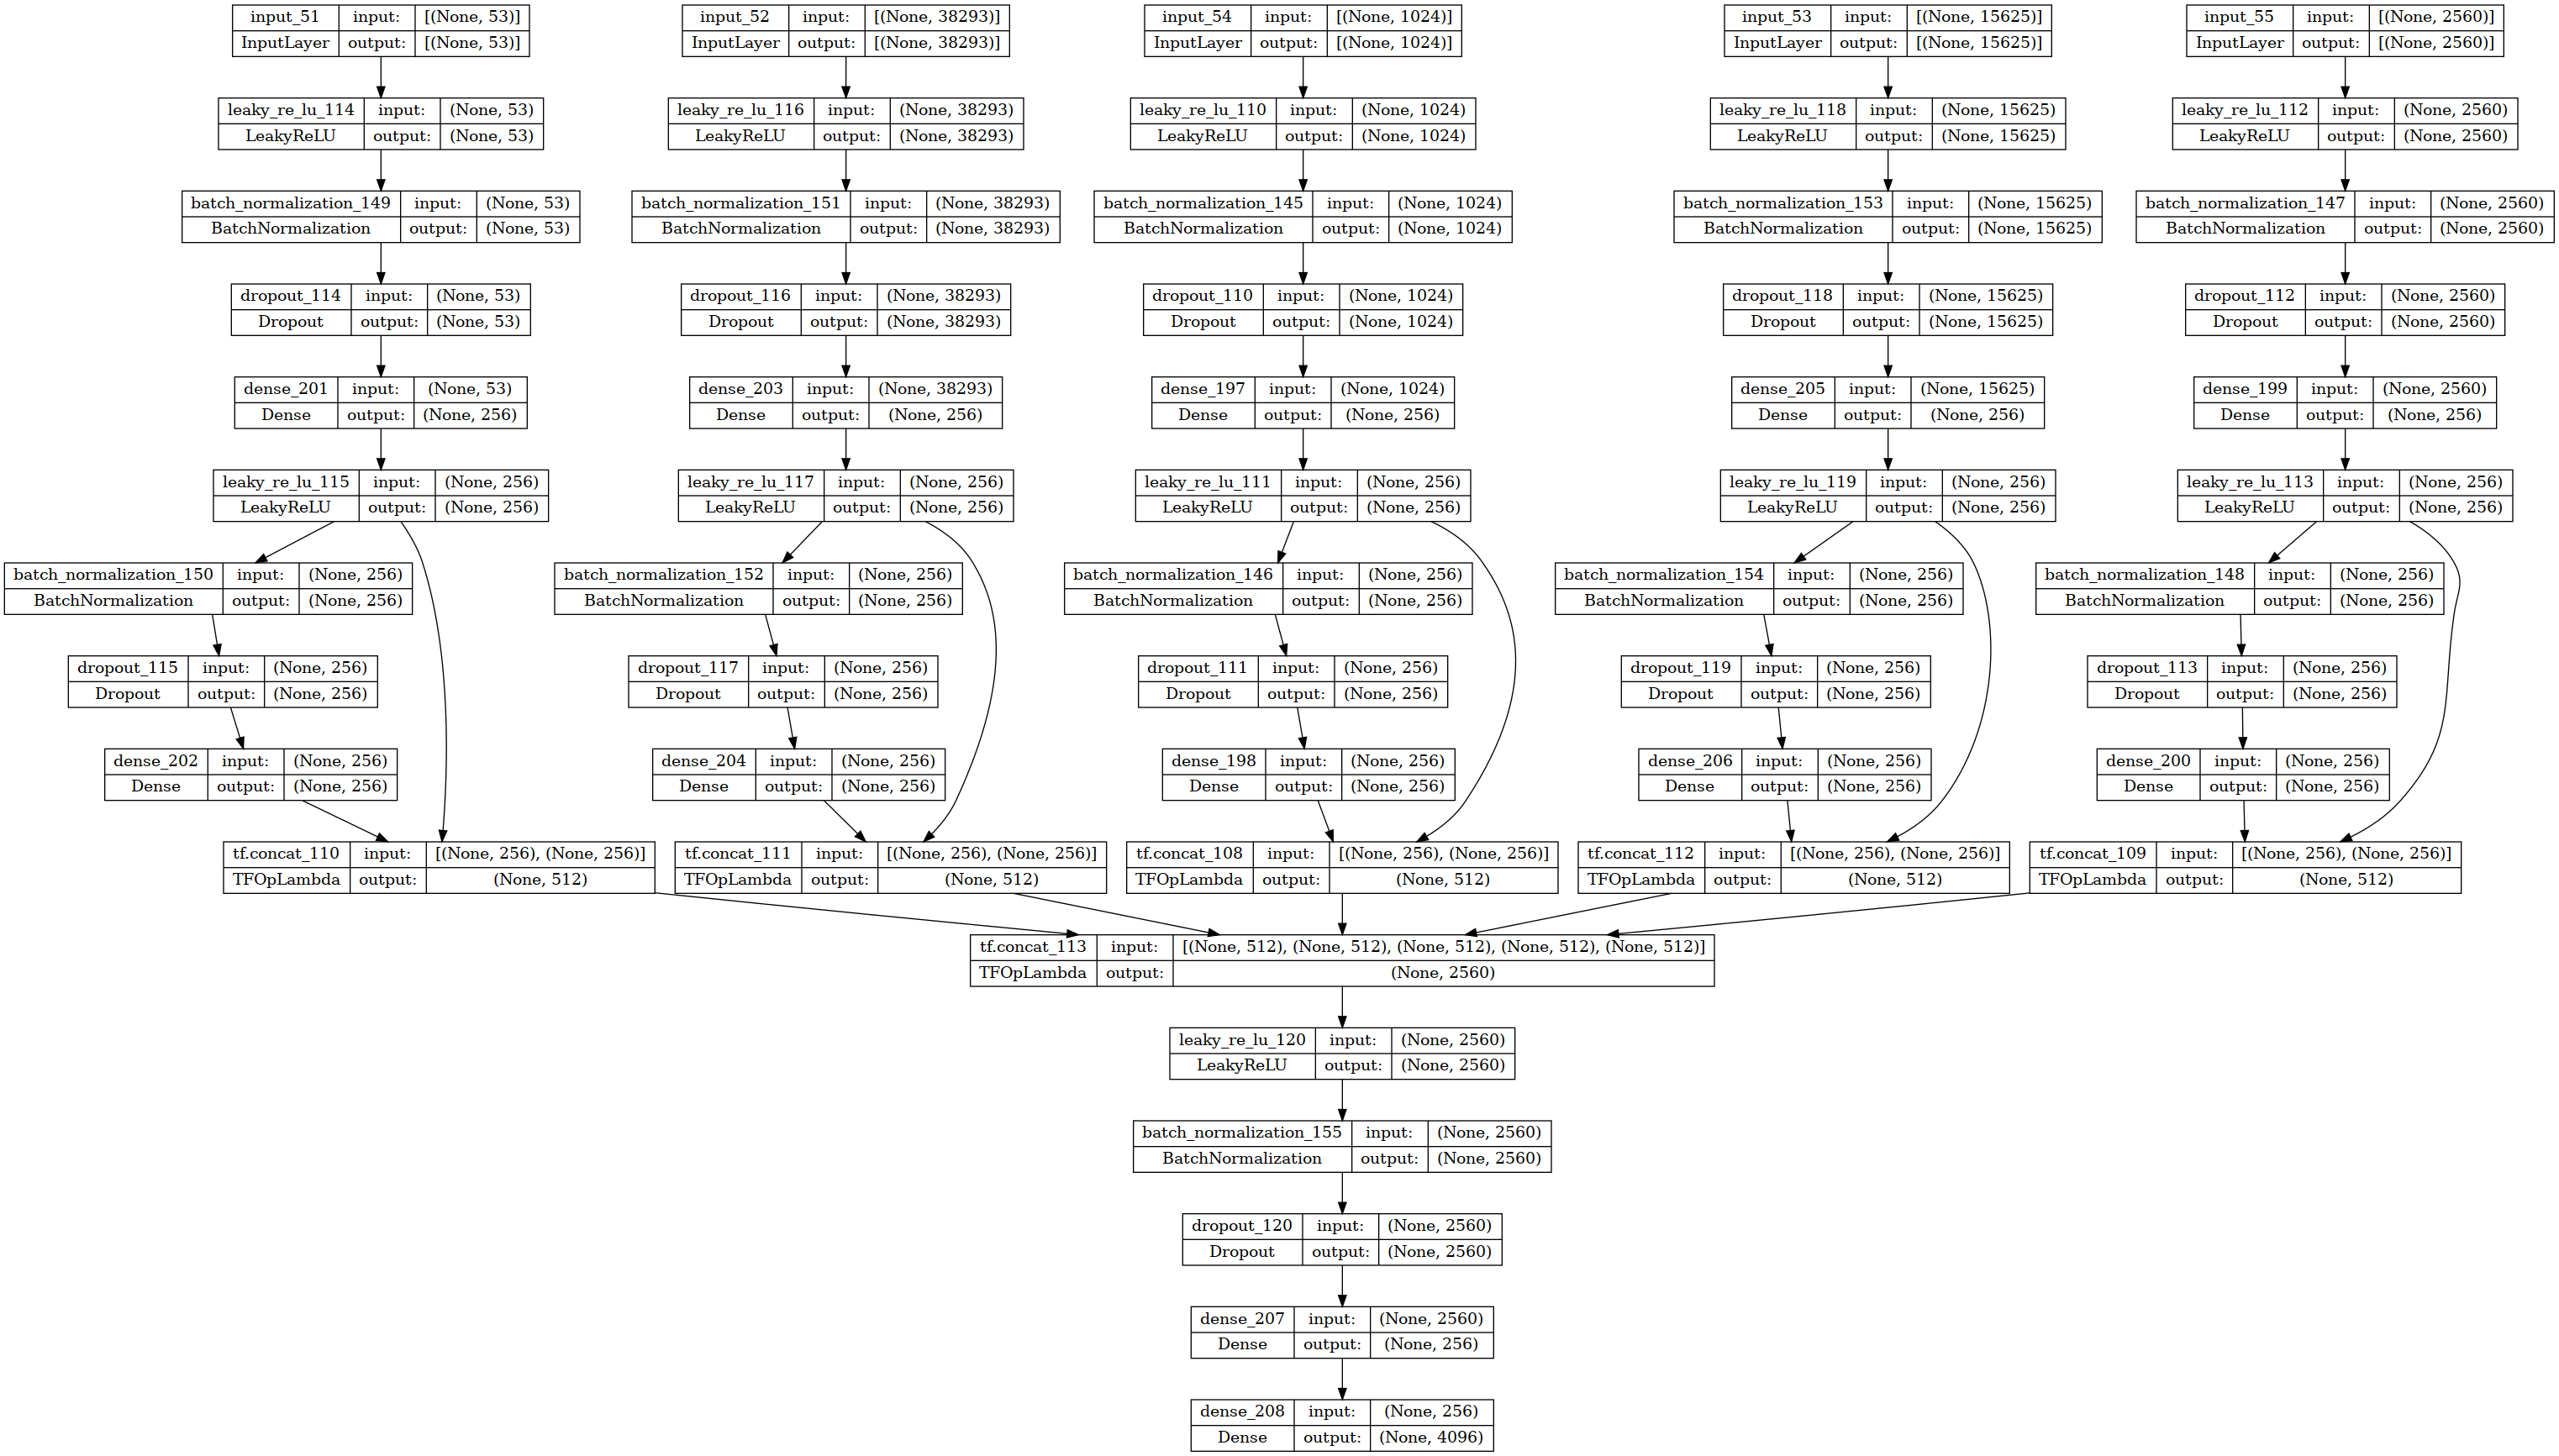 input_51 input: [(None, 53)]
InputLayer output: [(None, 53)]
input_52 input: [(None, 38293)]
InputLayer output: [(None, 38293)]
input_54 input: [(None, 1024)]
InputLayer output: [(None, 1024)]
input_53 input: [(None, 15625)]
InputLayer output: [(None, 15625)]
input_55 input: [(None, 2560)]
InputLayer output: [(None, 2560)]
leaky_re_lu_114 input: (None, 53)
LeakyReLU output: (None, 53)
leaky_re_lu_116 input: (None, 38293)
LeakyReLU output: (None, 38293)
leaky_re_lu_110 input: (None, 1024)
LeakyReLU output: (None, 1024)
leaky_re_lu_118 input: (None, 15625)
LeakyReLU output: (None, 15625)
leaky_re_lu_112 input: (None, 2560)
LeakyReLU output: (None, 2560)
batch_normalization_149 input: (None, 53)
BatchNormalization output: (None, 53)
batch_normalization_151 input: (None, 38293)
BatchNormalization output: (None, 38293)
batch_normalization_145 input: (None, 1024)
BatchNormalization output: (None, 1024)
batch_normalization_153 input: (None, 15625)
BatchNormalization output: (None, 15625)
batch_normalization_147 input: (None, 2560)
BatchNormalization output: (None, 2560)
dropout_114 input: (None, 53)
Dropout output: (None, 53)
dropout_116 input: (None, 38293)
Dropout output: (None, 38293)
dropout_110 input: (None, 1024)
Dropout output: (None, 1024)
dropout_118 input: (None, 15625)
Dropout output: (None, 15625)
dropout_112 input: (None, 2560)
Dropout output: (None, 2560)
dense_201 input: (None, 53)
Dense output: (None, 256)
dense_203 input: (None, 38293)
Dense output: (None, 256)
dense_197 input: (None, 1024)
Dense output: (None, 256)
dense_205 input: (None, 15625)
Dense output: (None, 256)
dense_199 input: (None, 2560)
Dense output: (None, 256)
leaky_re_lu_115 input: (None, 256)
LeakyReLU output: (None, 256)
leaky_re_lu_117 input: (None, 256)
LeakyReLU output: (None, 256)
leaky_re_lu_111 input: (None, 256)
LeakyReLU output: (None, 256)
leaky_re_lu_119 input: (None, 256)
LeakyReLU output: (None, 256)
leaky_re_lu_113 input: (None, 256)
LeakyReLU output: (None, 256)
batch_normalization_150 input: (None, 256)
BatchNormalization output: (None, 256)
batch_normalization_152 input: (None, 256)
BatchNormalization output: (None, 256)
batch_normalization_146 input: (None, 256)
BatchNormalization output: (None, 256)
batch_normalization_154 input: (None, 256)
BatchNormalization output: (None, 256)
batch_normalization_148 input: (None, 256)
BatchNormalization output: (None, 256)
dropout_115 input: (None, 256)
Dropout output: (None, 256)
dropout_117 input: (None, 256)
Dropout output: (None, 256)
dropout_111 input: (None, 256)
Dropout output: (None, 256)
dropout_119 input: (None, 256)
Dropout output: (None, 256)
dropout_113 input: (None, 256)
Dropout output: (None, 256)
dense_202 input: (None, 256)
Dense output: (None, 256)
dense_204 input: (None, 256)
Dense output: (None, 256)
dense_198 input: (None, 256)
Dense output: (None, 256)
dense_206 input: (None, 256)
Dense output: (None, 256)
dense_200 input: (None, 256)
Dense output: (None, 256)
tf.concat_110 input: [(None, 256), (None, 256)]
TFOpLambda output: (None, 512)
tf.concat_111 input: [(None, 256), (None, 256)]
TFOpLambda output: (None, 512)
tf.concat_108 input: [(None, 256), (None, 256)]
TFOpLambda output: (None, 512)
tf.concat_112 input: [(None, 256), (None, 256)]
TFOpLambda output: (None, 512)
tf.concat_109 input: [(None, 256), (None, 256)]
TFOpLambda output: (None, 512)
tf.concat_113 input: [(None, 512), (None, 512), (None, 512), (None, 512), (None, 512)]
TFOpLambda output: (None, 2560)
leaky_re_lu_120 input: (None, 2560)
LeakyReLU output: (None, 2560)
batch_normalization_155 input: (None, 2560)
BatchNormalization output: (None, 2560)
dropout_120 input: (None, 2560)
Dropout output: (None, 2560)
dense_207 input: (None, 2560)
Dense output: (None, 256)
dense_208 input: (None, 256)
Dense output: (None, 4096)